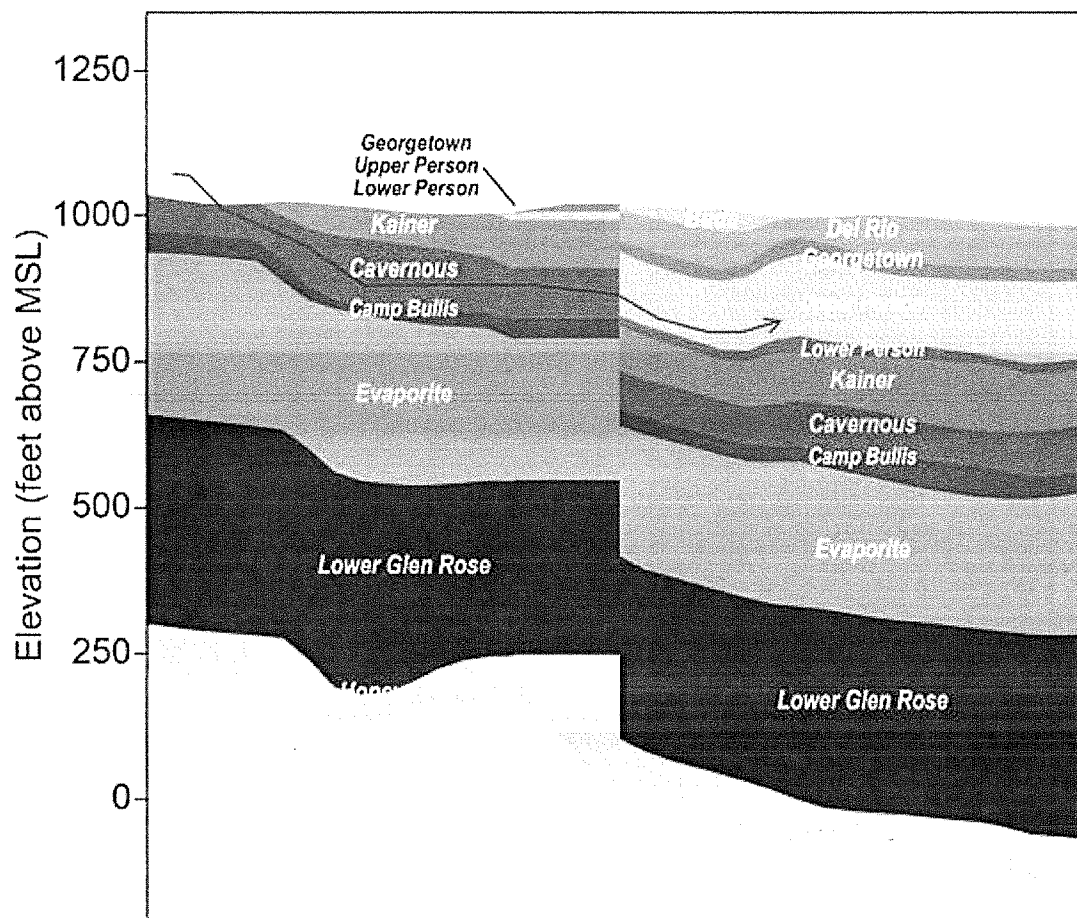 Elevation (feet above MSL)
1250
1000
750
500
250
0
Georgetown
Upper Person
Lower Person
Kainer
Cavernous
Camp Bullis
Evaporite
Lower Glen Rose
Del Rio
Georgetown
Lower Person
Kainer
Cavernous
Camp Bullis
Evaporite
Lower Glen Rose